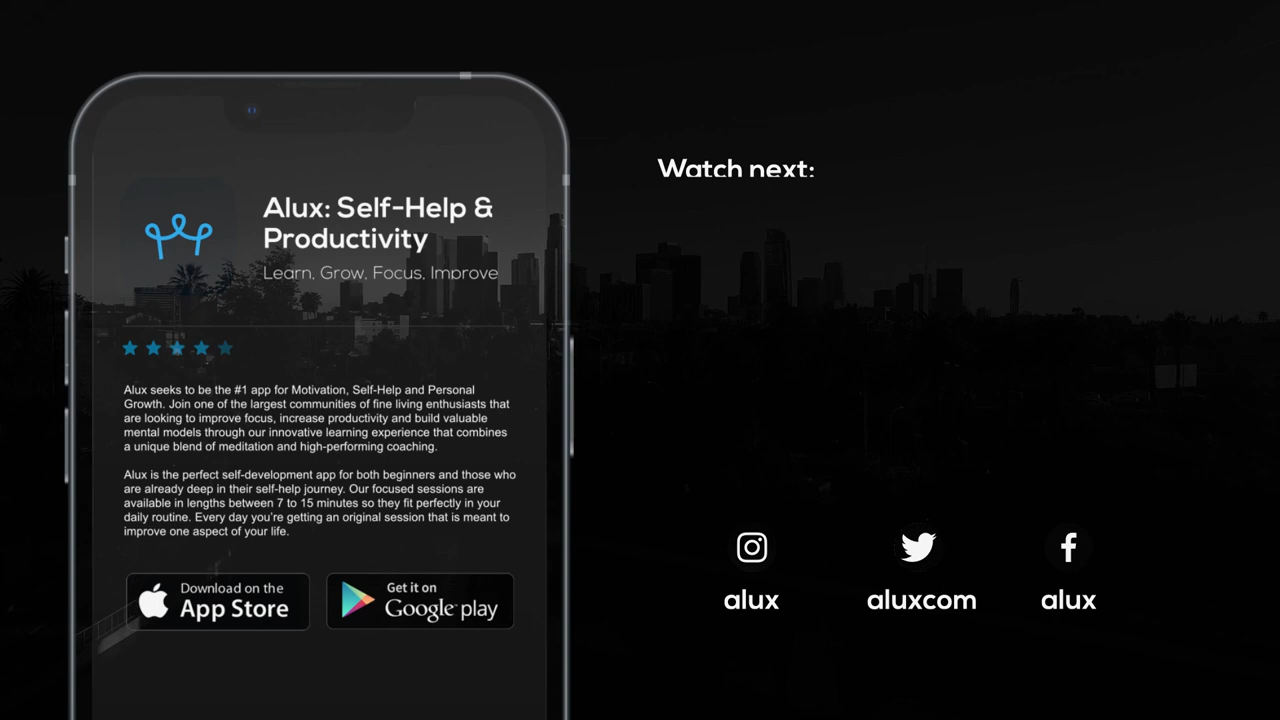 Alux: Self-Help &
Productivity
Learn, Grow, Focus, Improve
Alux seeks to be the #1 app for Motivation, Self-Help and Personal
Growth. Join one of the largest communities of fine living enthusiasts that
are looking to improve focus, increase productivity and build valuable
mental models through our innovative learning experience that combines
a unique blend of meditation and high-performing coaching.
Alux is the perfect self-development app for both beginners and those who
are already deep in their self-help journey. Our focused sessions are
available in lengths between 7 to 15 minutes so they fit perfectly in your
daily routine. Every day you're getting an original session that is meant to
improve one aspect of your life.
Download on the
App Store
Get it on
Google play
Watch next:
alux
aluxcom
alux